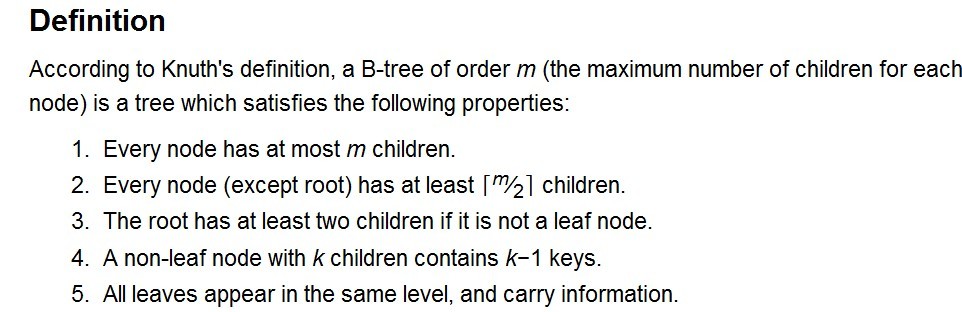 Definition
According to Knuth's definition, a B-tree of order m (the maximum number of children for each
node) is a tree which satisfies the following properties:
1. Every node has at most m children.
2. Every node (except root) has at least ⌈m/2⌉ children.
3. The root has at least two children if it is not a leaf node.
4. A non-leaf node with k children contains k−1 keys.
5. All leaves appear in the same level, and carry information.